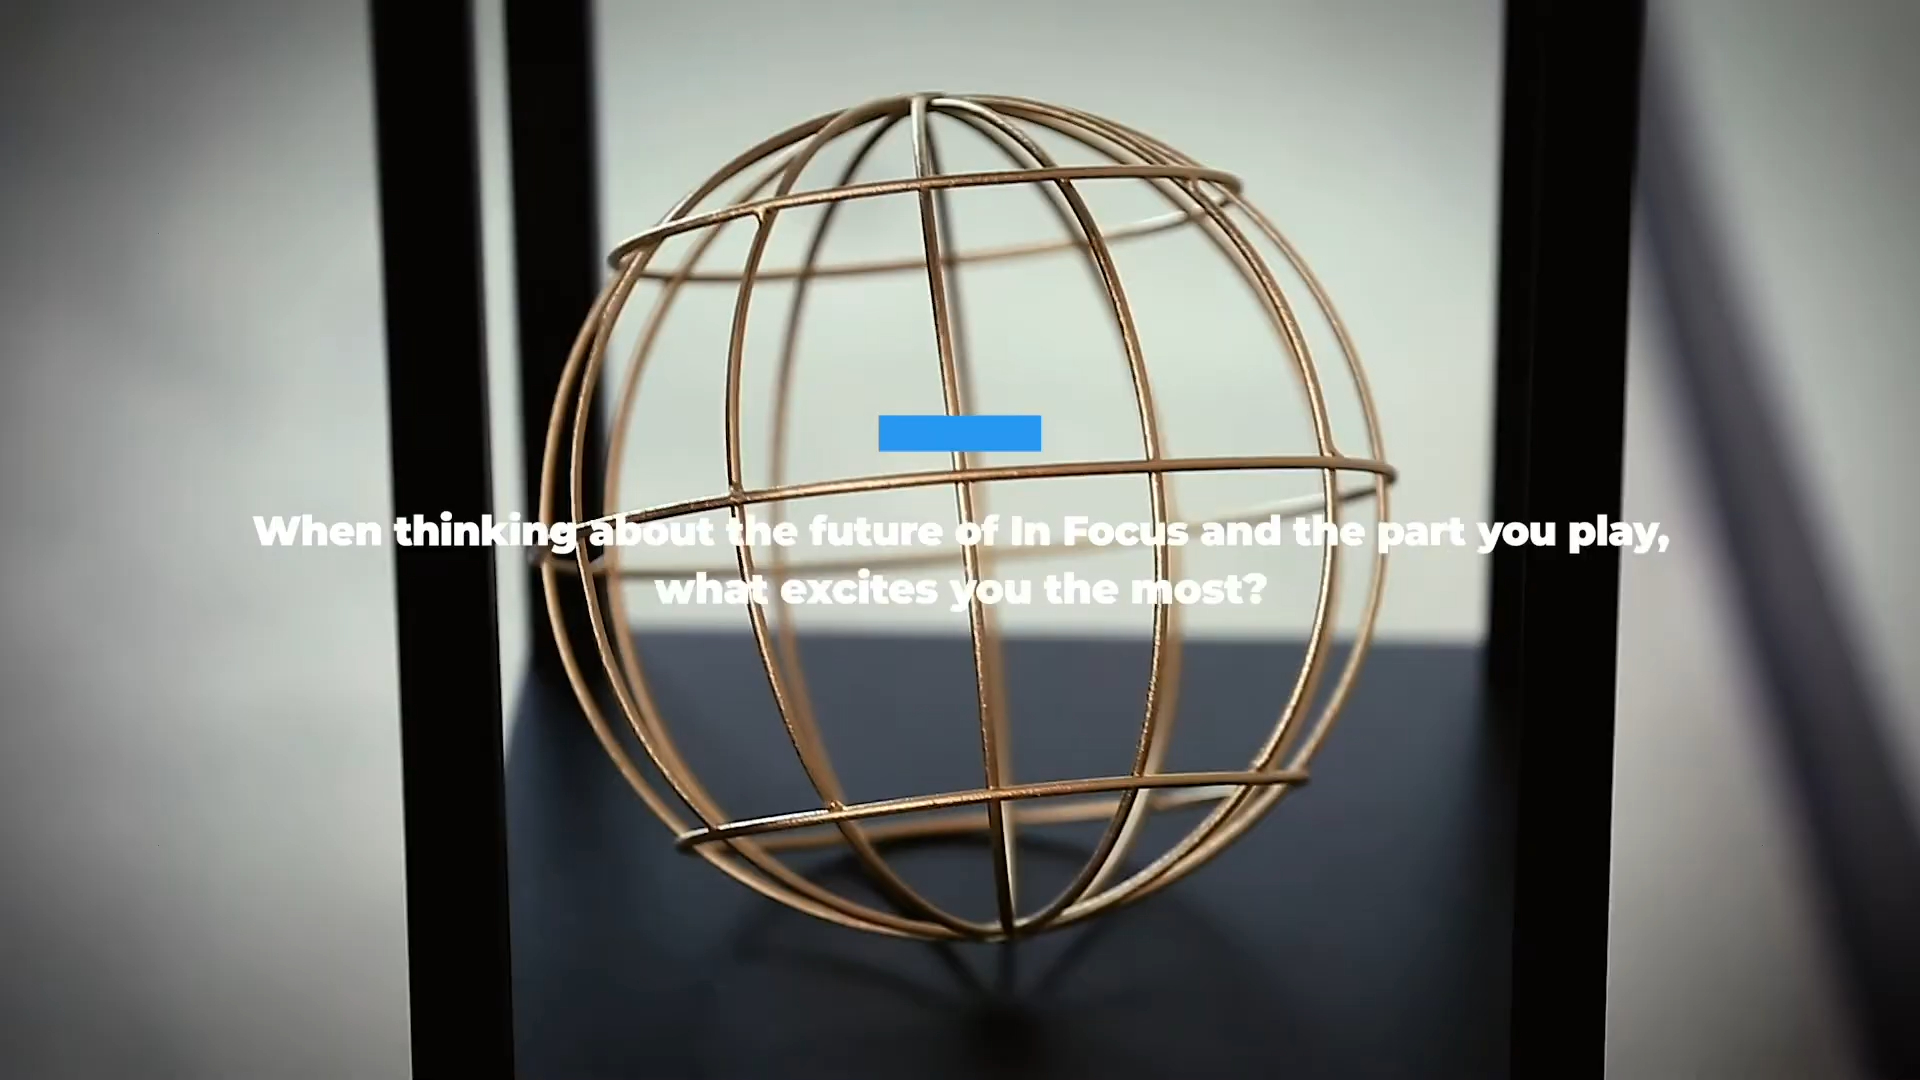 When thinking about the future of In Focus and the part you play,
what excites you the most?